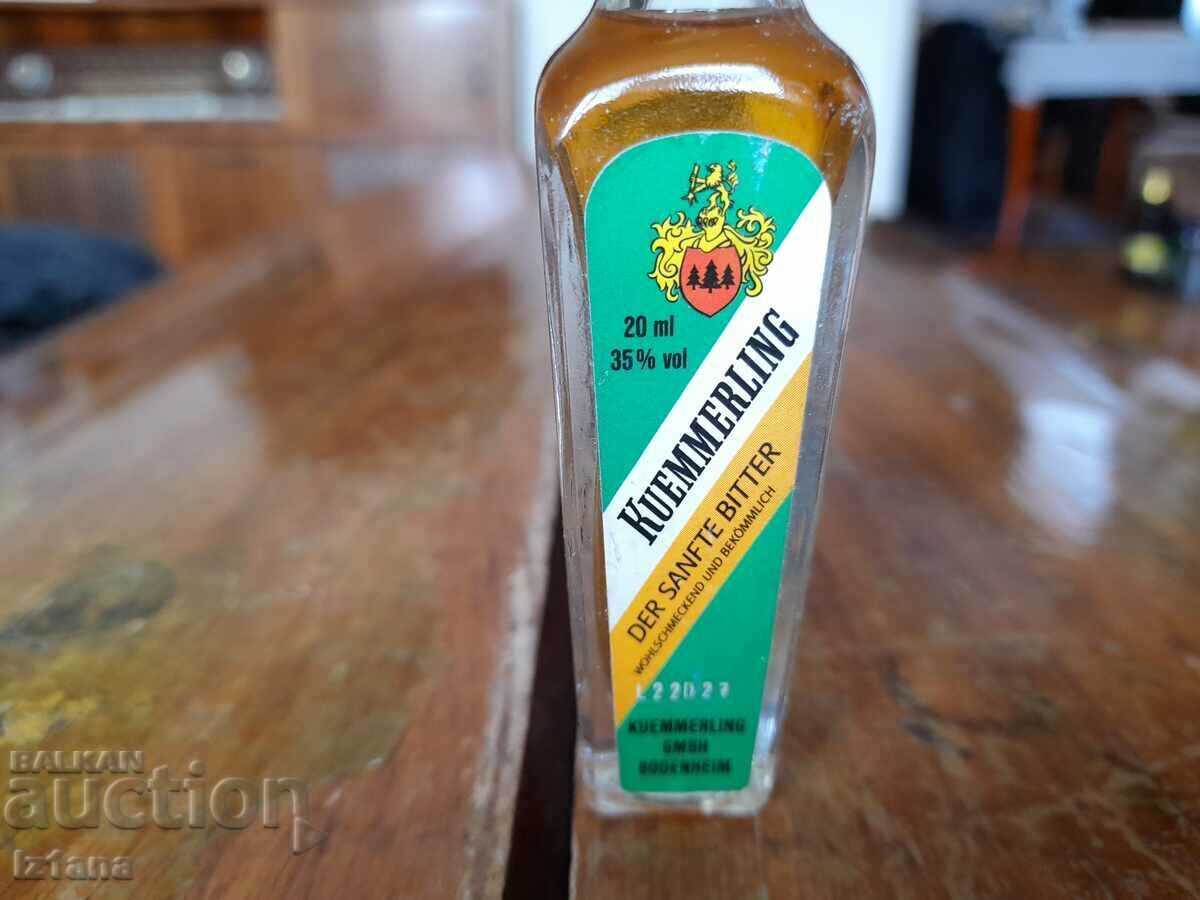 20 ml
35% vol
KUEMMERLING
DER SANFTE BITTER
WOHLSCHMECKEND UND BEKÖMMLICH
L22027
KUEMMERLING
GMBH
BODENHEIM
BALKAN
auction
iz1ana